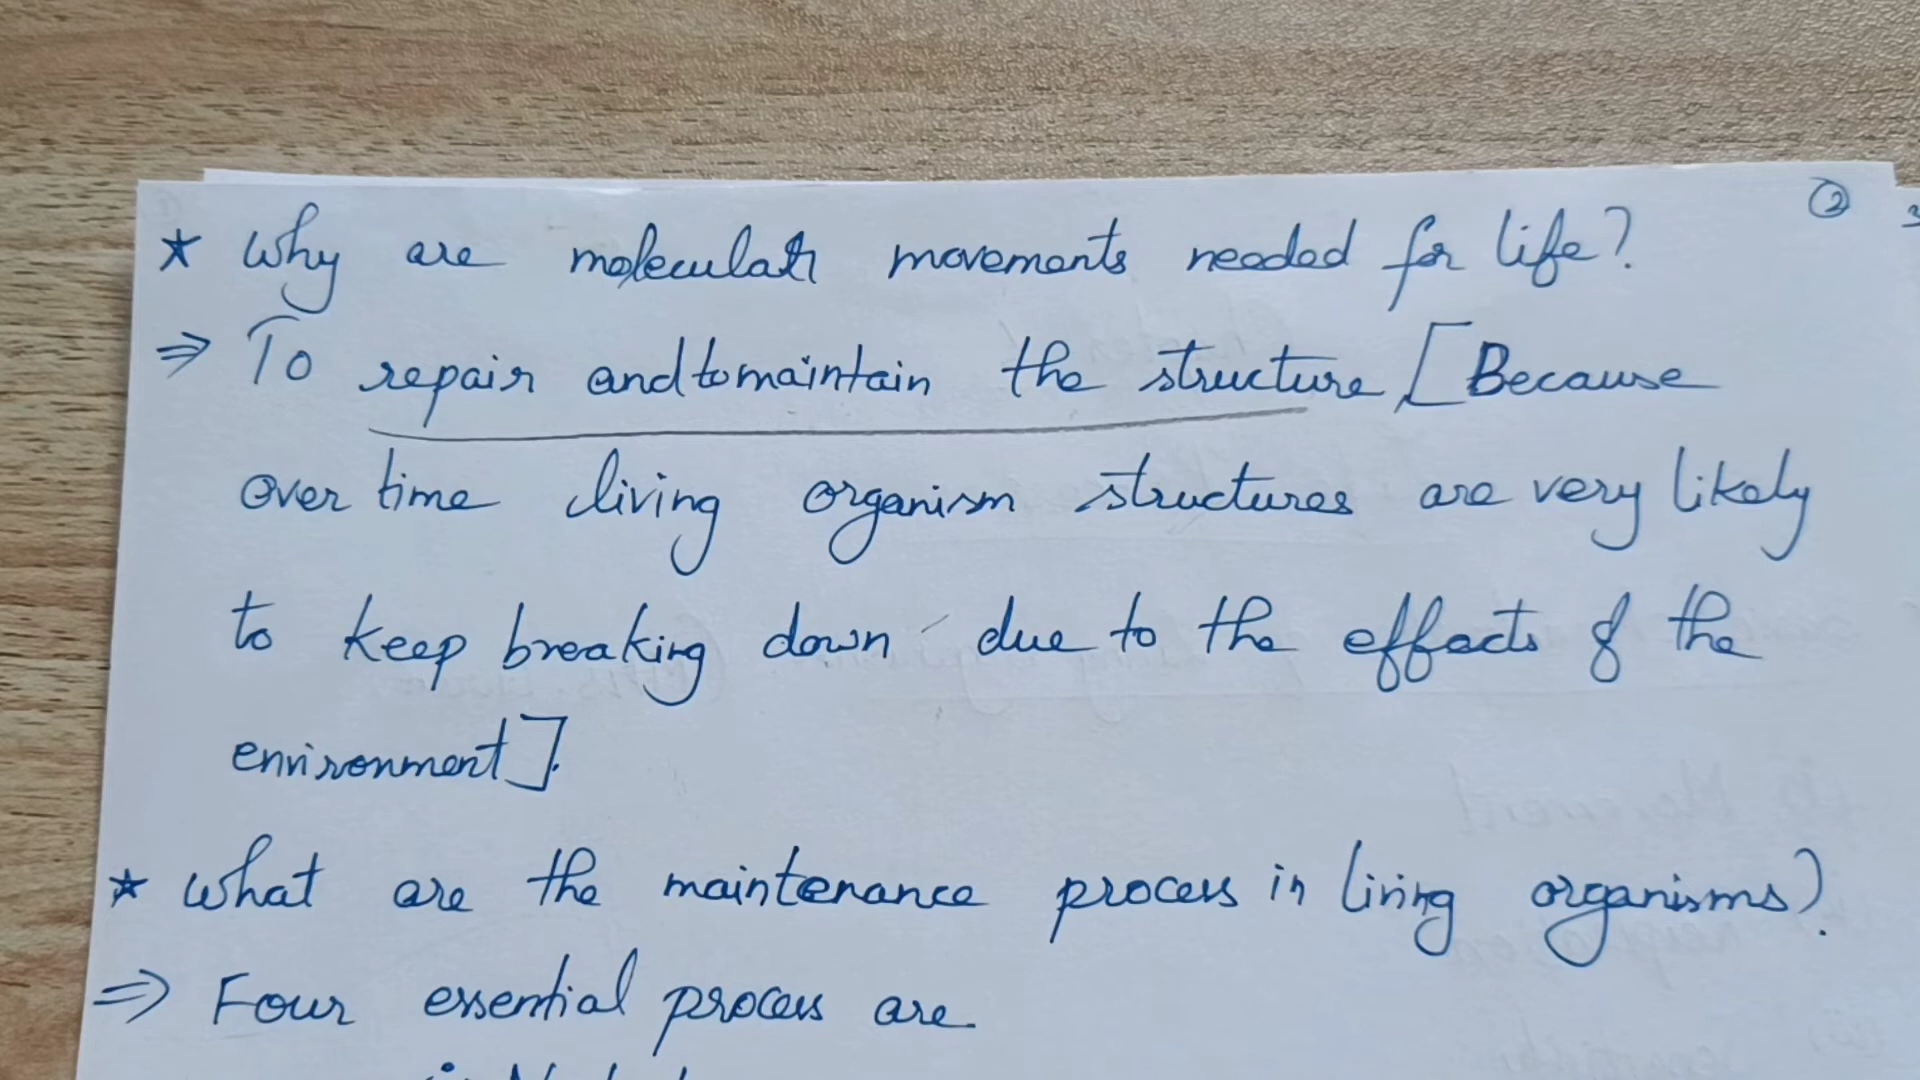 ②
★ Why are molecular movements needed for life?
⇒ To repair and to maintain the structure, [Because
over time living organism structures are very likely
to keep breaking down due to the effects of the
environment].
★ What are the maintenance process in living organisms?
⇒ Four essential process are